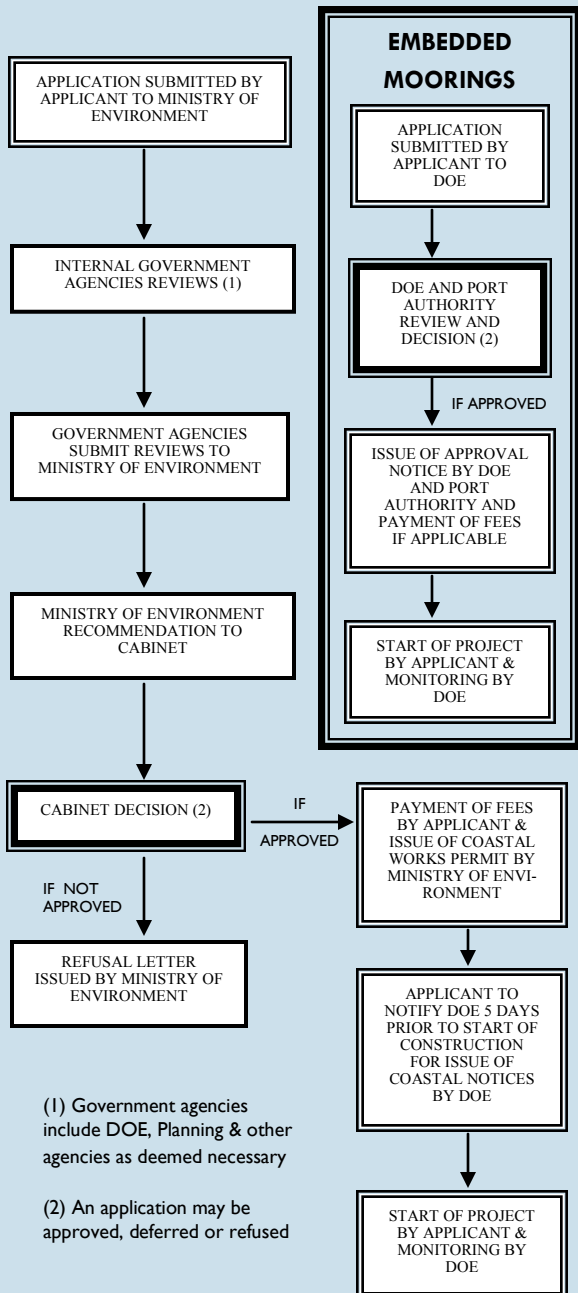 APPLICATION SUBMITTED BY
APPLICANT TO MINISTRY OF
ENVIRONMENT
INTERNAL GOVERNMENT
AGENCIES REVIEWS (1)
GOVERNMENT AGENCIES
SUBMIT REVIEWS TO
MINISTRY OF ENVIRONMENT
MINISTRY OF ENVIRONMENT
RECOMMENDATION TO
CABINET
CABINET DECISION (2)
IF NOT
APPROVED
REFUSAL LETTER
ISSUED BY MINISTRY OF
ENVIRONMENT
IF
APPROVED
PAYMENT OF FEES
BY APPLICANT &
ISSUE OF COASTAL
WORKS PERMIT BY
MINISTRY OF ENVI-
RONMENT
APPLICANT TO
NOTIFY DOE 5 DAYS
PRIOR TO START OF
CONSTRUCTION
FOR ISSUE OF
COASTAL NOTICES
BY DOE
START OF PROJECT
BY APPLICANT &
MONITORING BY
DOE
EMBEDDED
MOORINGS
APPLICATION
SUBMITTED BY
APPLICANT TO
DOE
DOE AND PORT
AUTHORITY
REVIEW AND
DECISION (2)
IF APPROVED
ISSUE OF APPROVAL
NOTICE BY DOE
AND PORT
AUTHORITY AND
PAYMENT OF FEES
IF APPLICABLE
START OF PROJECT
BY APPLICANT &
MONITORING BY
DOE
(1) Government agencies
include DOE, Planning & other
agencies as deemed necessary
(2) An application may be
approved, deferred or refused